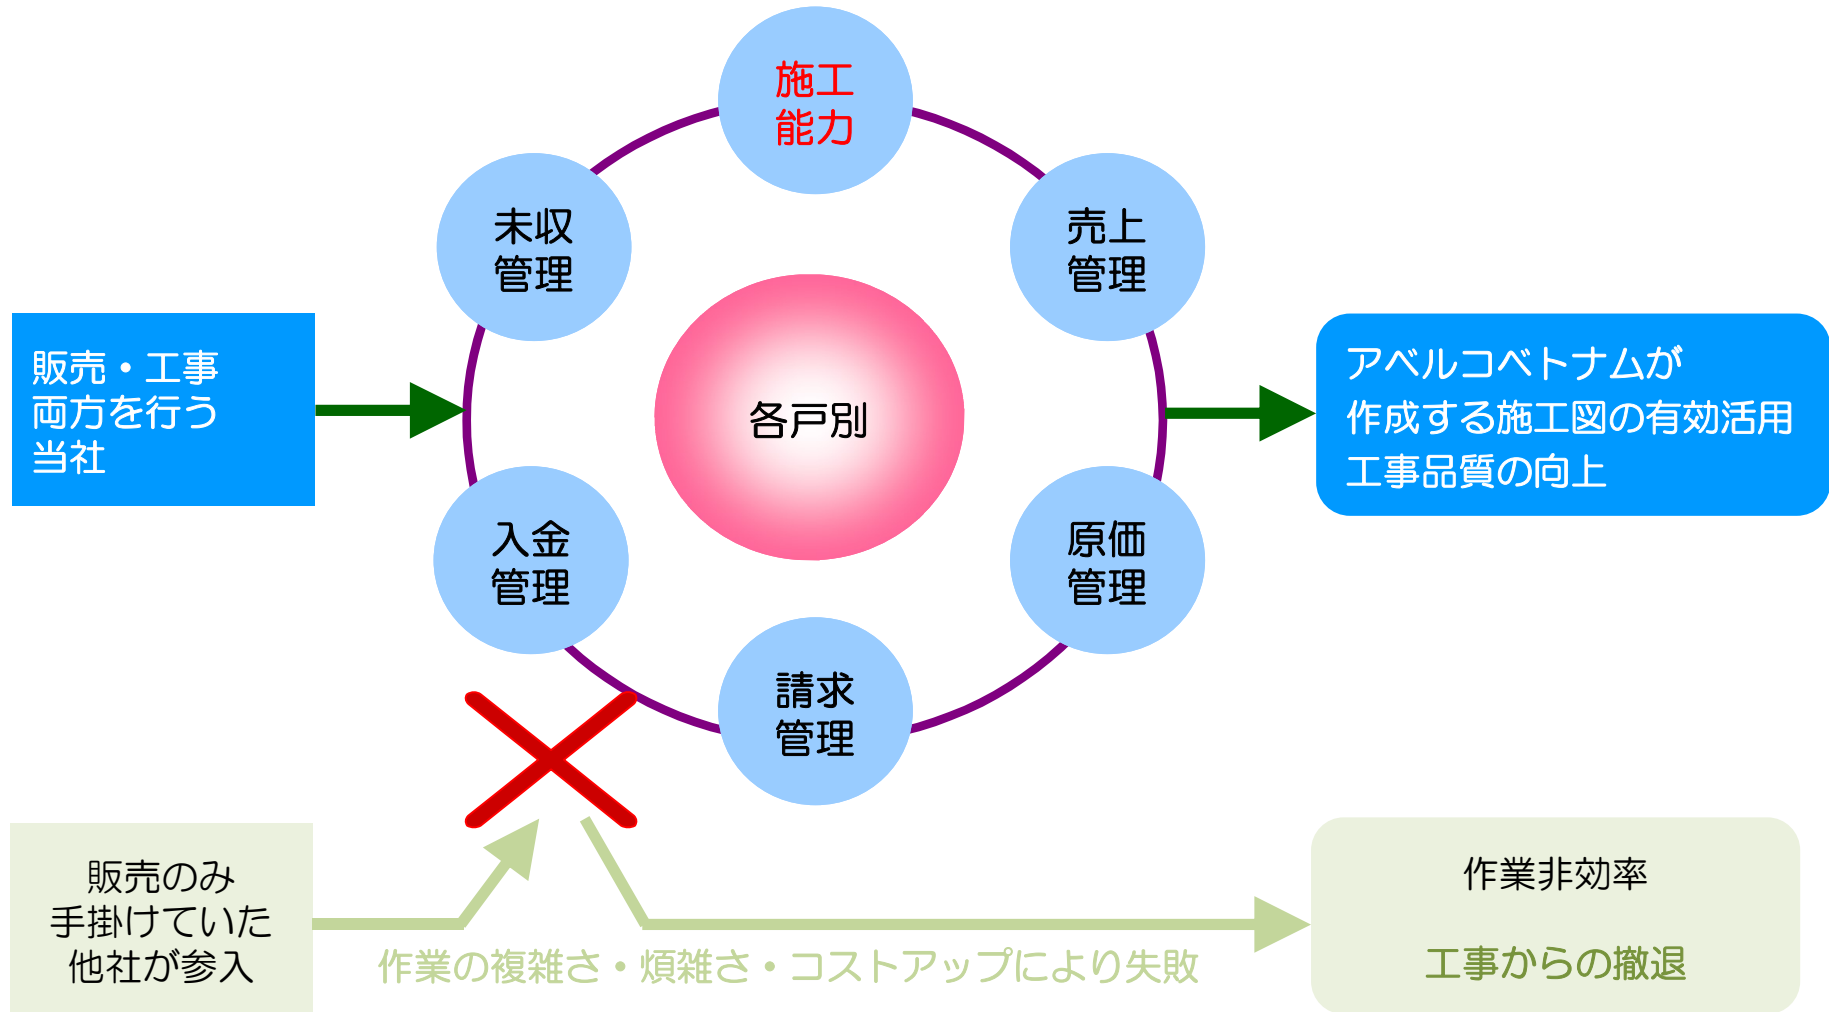 施工
能力
未収
管理
売上
管理
販売・工事
両方を行う
当社
各戸別
アベルコベトナムが
作成する施工図の有効活用
工事品質の向上
入金
管理
原価
管理
請求
管理
販売のみ
手掛けていた
他社が参入
作業の複雑さ・煩雑さ・コストアップにより失敗
作業非効率
工事からの撤退